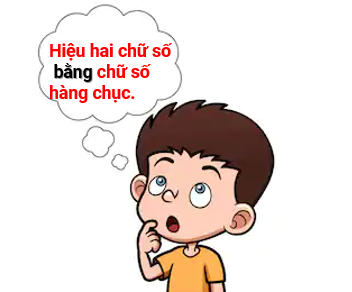 Hiệu hai chữ số
bằng chữ số
hàng chục.